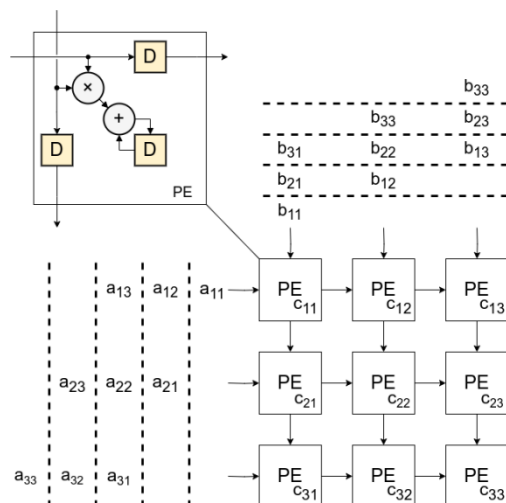 D
×
+
D
D
PE
b33
b33 b23
b31 b22 b13
b21 b12
b11
a13 a12 a11
PE c11 PE c12 PE c13
a23 a22 a21
PE c21 PE c22 PE c23
a33 a32 a31
PE c31 PE c32 PE c33